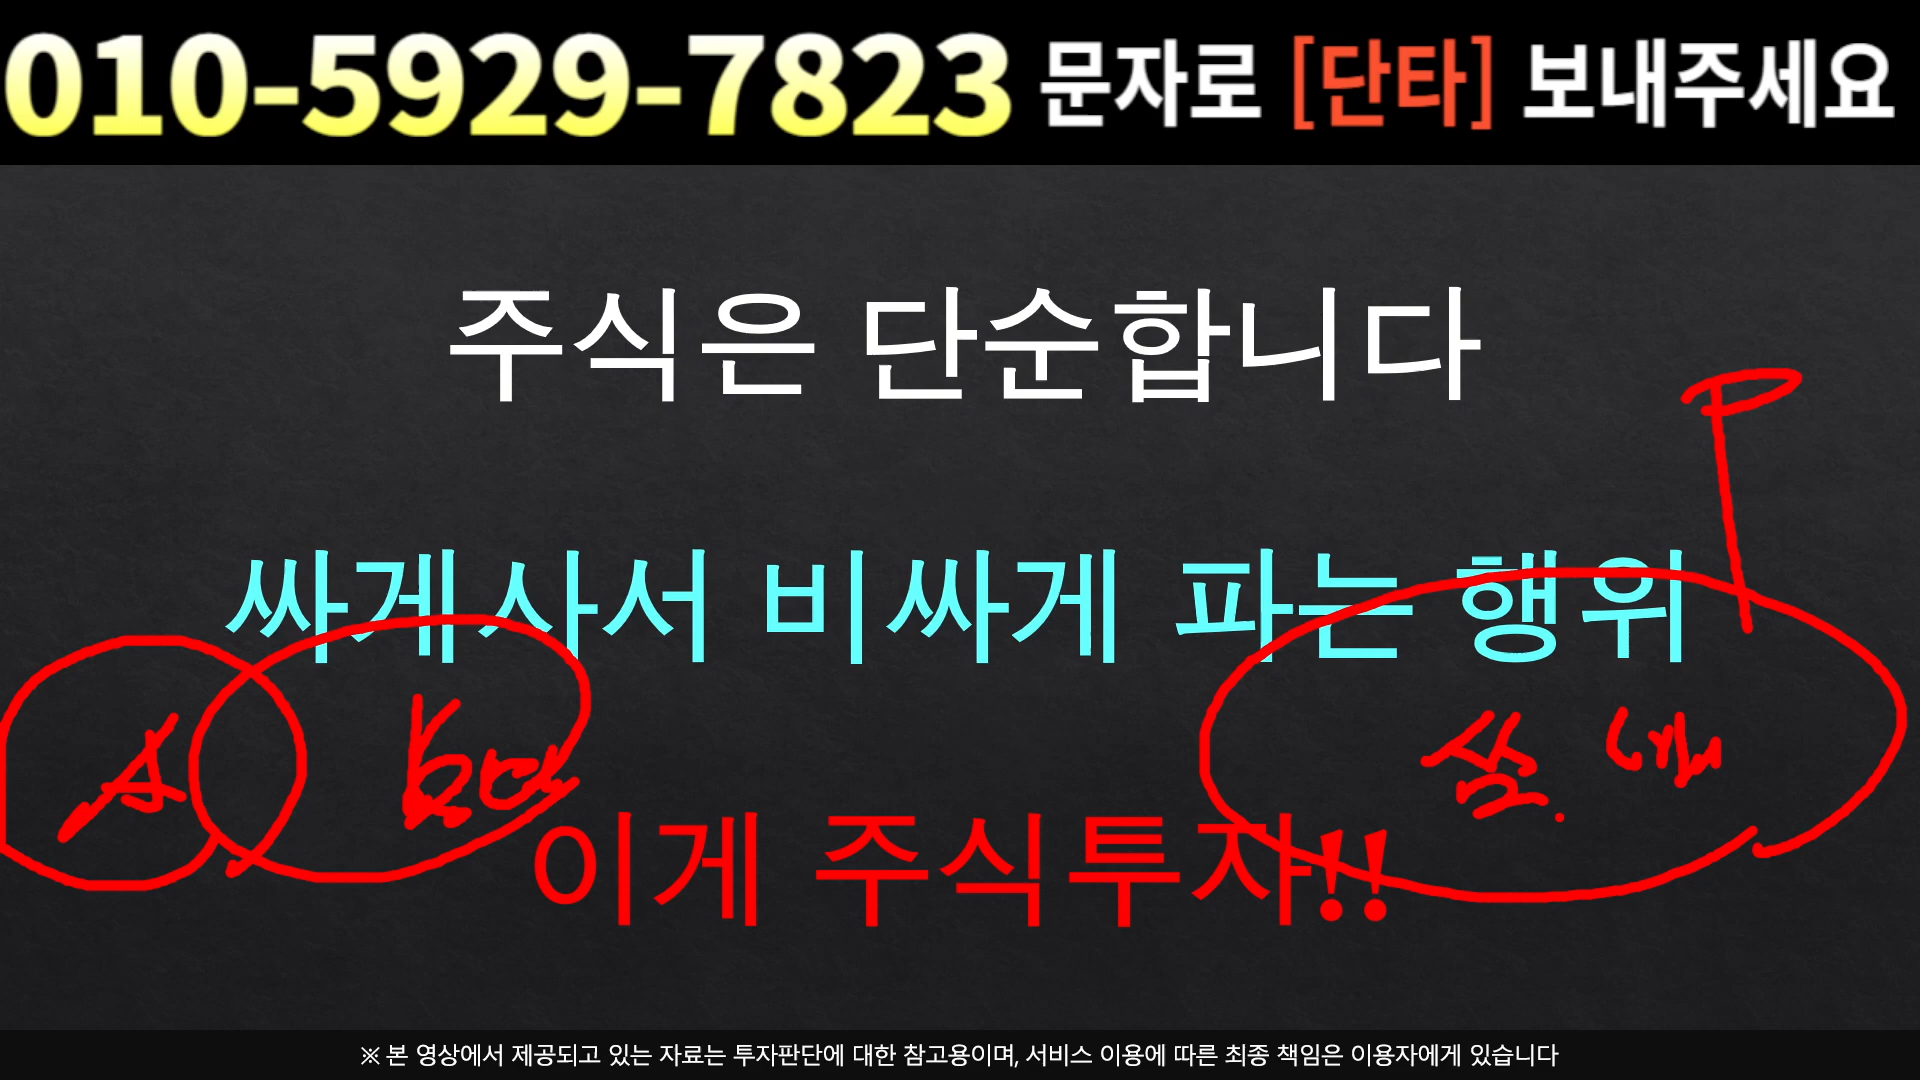 010-5929-7823 문자로 [단타] 보내주세요
주식은 단순합니다
싸게사서 비싸게 파는 행위
이게 주식투자!!
※ 본 영상에서 제공되고 있는 자료는 투자판단에 대한 참고용이며, 서비스 이용에 따른 최종 책임은 이용자에게 있습니다